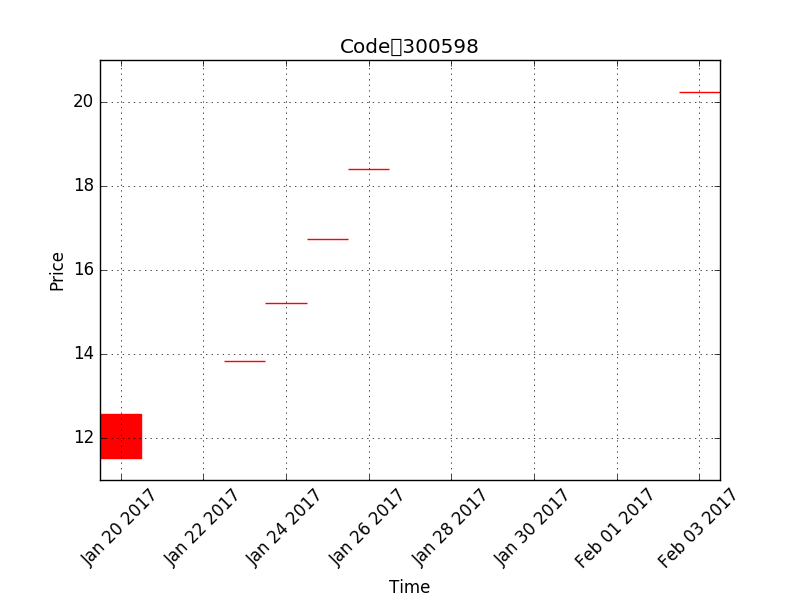 Code▯300598
Price
20
18
16
14
12
Jan 20 2017
Jan 22 2017
Jan 24 2017
Jan 26 2017
Jan 28 2017
Jan 30 2017
Feb 01 2017
Feb 03 2017
Time